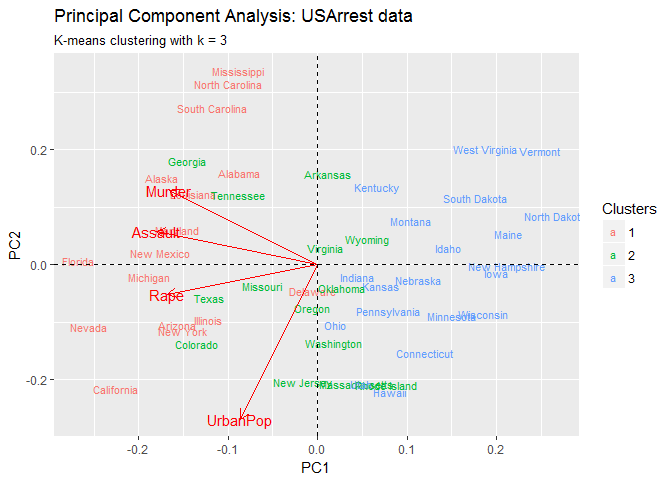 Principal Component Analysis: USArrest data
K-means clustering with k = 3
Mississippi
North Carolina
South Carolina
0.2
West Virginia Vermont
Georgia
Alaska Alabama Arkansas
Murder Kentucky
Louisiana Tennessee South Dakota
Clusters
North Dakot
Montana
1
Assault Maine
PC2
Virginia Nebraska
2
Wyoming
New Mexico Idaho
3
0.0
Florida New Hampshire
Iowa
Michigan Indiana
Missouri Delaware Oklahoma Kansas
Rape Texas
Oregon Pennsylvania
Illinois Minnesota Wisconsin
Nevada Arizona Ohio
New York
Colorado Washington
Connecticut
-0.2
New Jersey Massachusetts Rhode Island
California Hawaii
UrbanPop
-0.2 -0.1 0.0 0.1 0.2
PC1